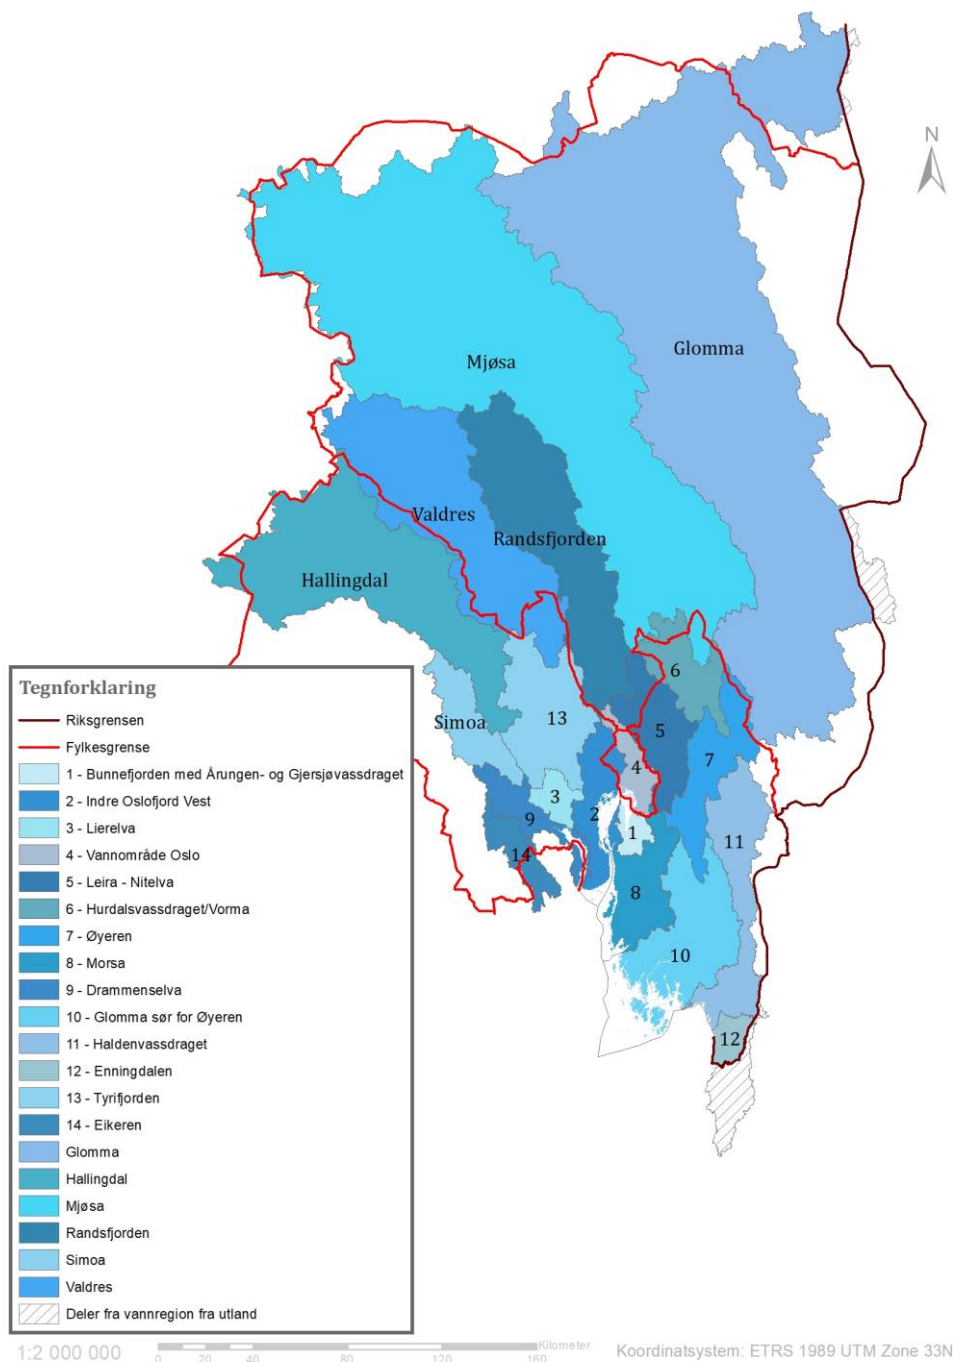 N
Glomma
Mjøsa
Valdres
Randsfjorden
Hallingdal
6
Simoa
13
5
7
4
3
2
9
1
11
14
8
10
12
Tegnforklaring
Riksgrensen
Fylkesgrense
1 - Bunnefjorden med Årungen- og Gjersjøvassdraget
2 - Indre Oslofjord Vest
3 - Lierelva
4 - Vannområde Oslo
5 - Leira - Nitelva
6 - Hurdalsvassdraget/Vorma
7 - Øyeren
8 - Morsa
9 - Drammenselva
10 - Glomma sør for Øyeren
11 - Haldenvassdraget
12 - Enningdalen
13 - Tyrifjorden
14 - Eikeren
Glomma
Hallingdal
Mjøsa
Randsfjorden
Simoa
Valdres
Deler fra vannregion fra utland
1:2 000 000
Kilometer
0 20 40 80 120 160
Koordinatsystem: ETRS 1989 UTM Zone 33N